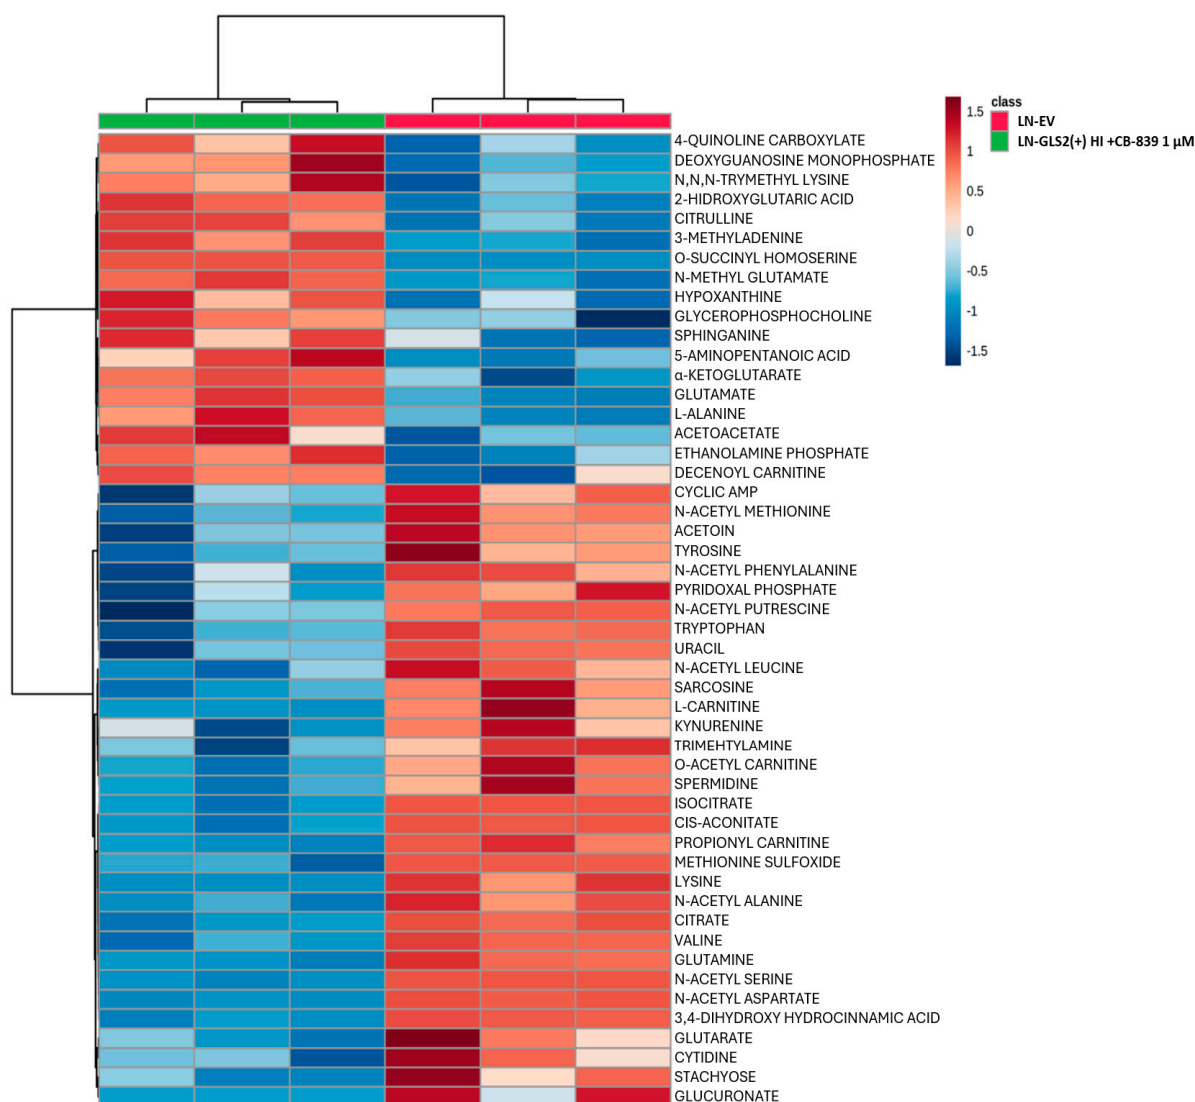 4-QUINOLINE CARBOXYLATE
DEOXYGUANOSINE MONOPHOSPHATE
N,N,N-TRYMETHYL LYSINE
2-HIDROXYGLUTARIC ACID
CITRULLINE
3-METHYLADENINE
O-SUCCINYL HOMOSERINE
N-METHYL GLUTAMATE
HYPOXANTHINE
GLYCEROPHOSPHOCHOLINE
SPHINGANINE
5-AMINOPENTANOIC ACID
α-KETOGLUTARATE
GLUTAMATE
L-ALANINE
ACETOACETATE
ETHANOLAMINE PHOSPHATE
DECENOYL CARNITINE
CYCLIC AMP
N-ACETYL METHIONINE
ACETOIN
TYROSINE
N-ACETYL PHENYLALANINE
PYRIDOXAL PHOSPHATE
N-ACETYL PUTRESCINE
TRYPTOPHAN
URACIL
N-ACETYL LEUCINE
SARCOSINE
L-CARNITINE
KYNURENINE
TRIMEHTYLAMINE
O-ACETYL CARNITINE
SPERMIDINE
ISOCITRATE
CIS-ACONITATE
PROPIONYL CARNITINE
METHIONINE SULFOXIDE
LYSINE
N-ACETYL ALANINE
CITRATE
VALINE
GLUTAMINE
N-ACETYL SERINE
N-ACETYL ASPARTATE
3,4-DIHYDROXY HYDROCINNAMIC ACID
GLUTARATE
CYTIDINE
STACHYOSE
GLUCURONATE
1.5
1
0.5
0
-0.5
-1
-1.5
class
LN-EV
LN-GLS2(+) HI +CB-839 1 µM